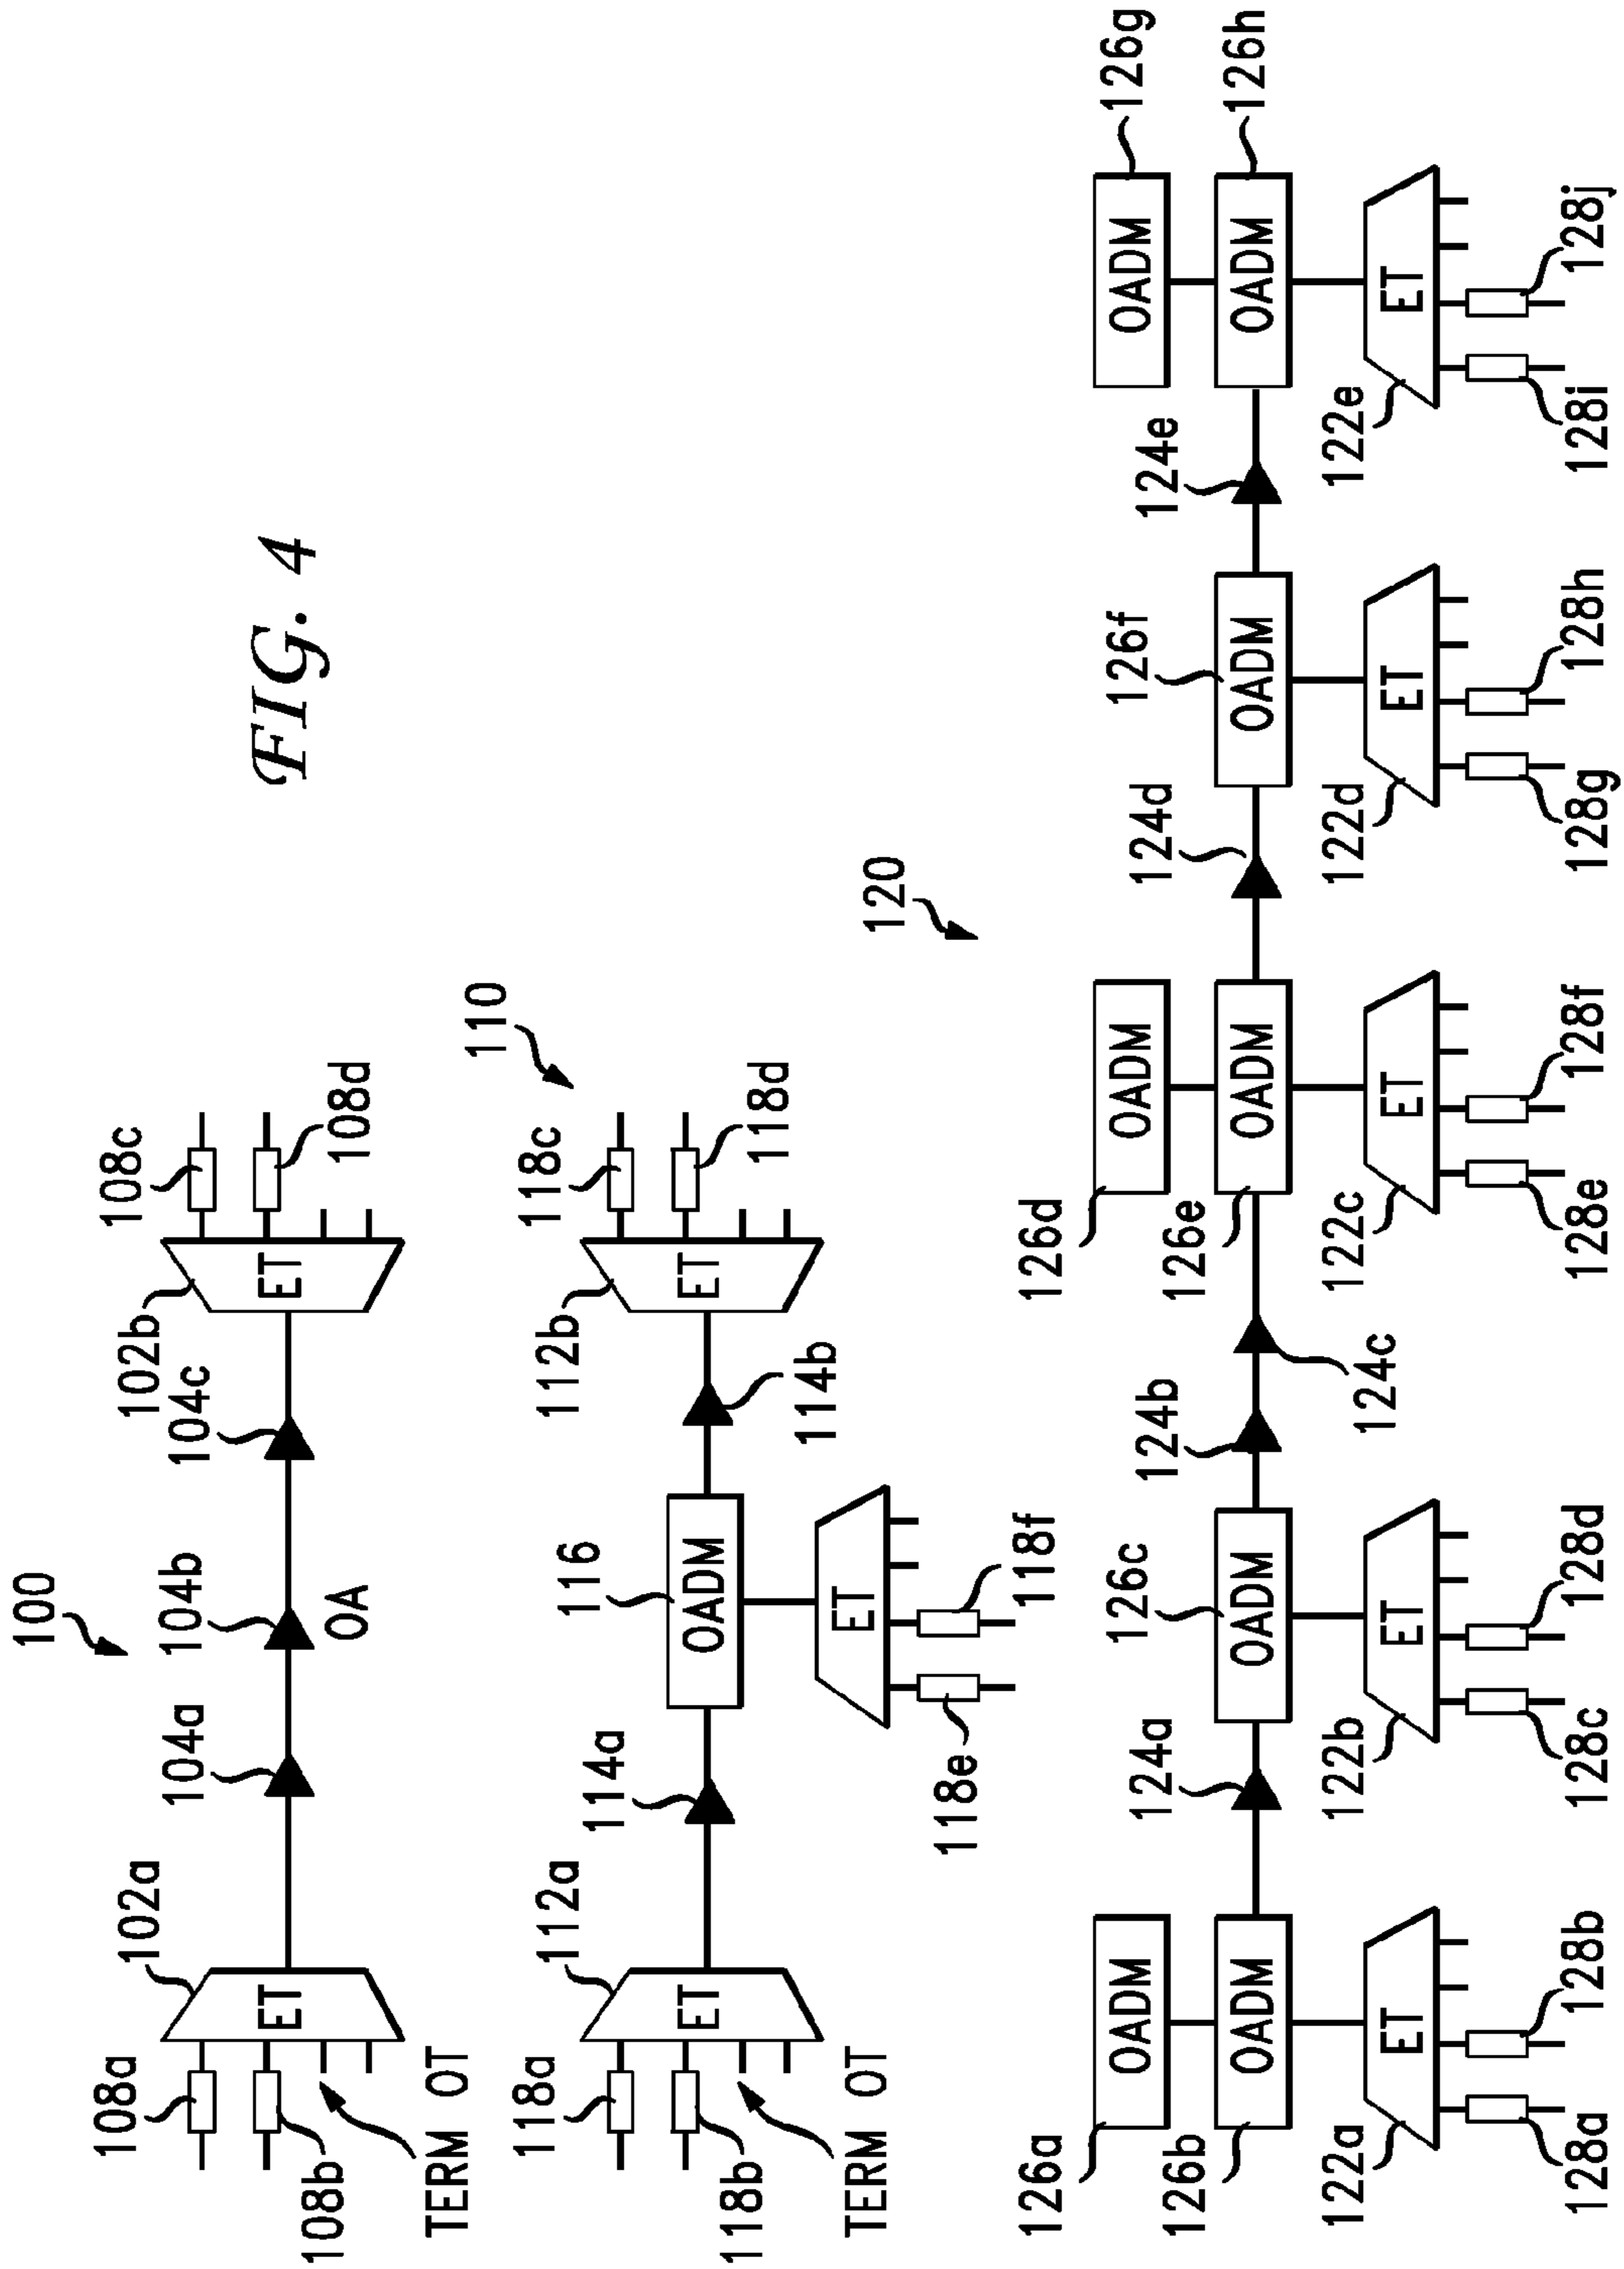 FIG. 4
100
102a
104a
104b
104c
102b
108c
108a
ET
OA
ET
108b
108d
TERM OT
110
112a
114a
116
112b
118c
118a
ET
OADM
ET
118b
114b
118d
TERM OT
ET
118e
118f
120
126a
OADM
126d
OADM
OADM
126g
124a
126c
124b
124d
126f
124e
126b
OADM
OADM
126e
OADM
OADM
OADM
126h
124c
122a
ET
122b
ET
122c
ET
122d
ET
122e
ET
128a
128b
128c
128d
128e
128f
128g
128h
128i
128j